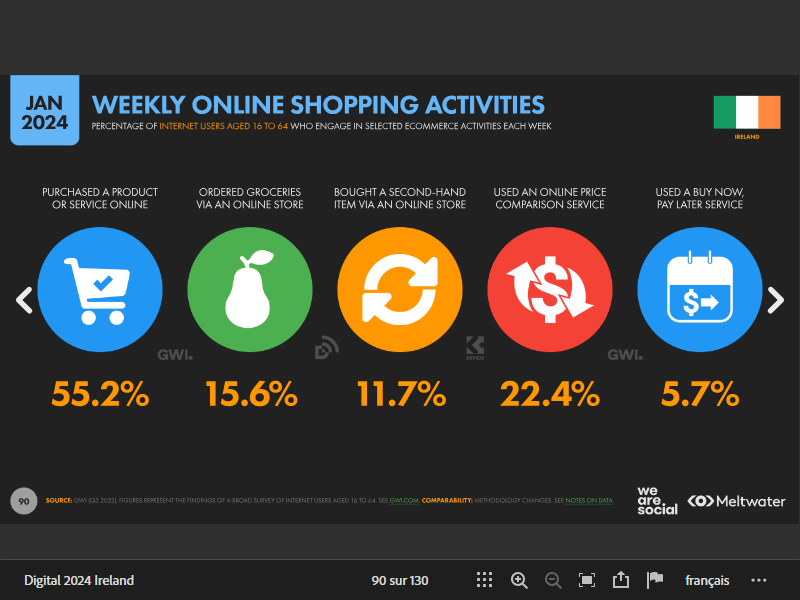 JAN
2024
WEEKLY ONLINE SHOPPING ACTIVITIES
PERCENTAGE OF INTERNET USERS AGED 16 TO 64 WHO ENGAGE IN SELECTED ECOMMERCE ACTIVITIES EACH WEEK
IRELAND
PURCHASED A PRODUCT
OR SERVICE ONLINE
ORDERED GROCERIES
VIA AN ONLINE STORE
BOUGHT A SECOND-HAND
ITEM VIA AN ONLINE STORE
USED AN ONLINE PRICE
COMPARISON SERVICE
USED A BUY NOW,
PAY LATER SERVICE
$
$
GWI.
KEPIOS
GWI.
55.2%
15.6%
11.7%
22.4%
5.7%
90
SOURCE: GWI (Q3 2023). FIGURES REPRESENT THE FINDINGS OF A BROAD SURVEY OF INTERNET USERS AGED 16 TO 64. SEE GWI.COM. COMPARABILITY: METHODOLOGY CHANGES. SEE NOTES ON DATA.
we
are
social
Meltwater
Digital 2024 Ireland
90 sur 130
français